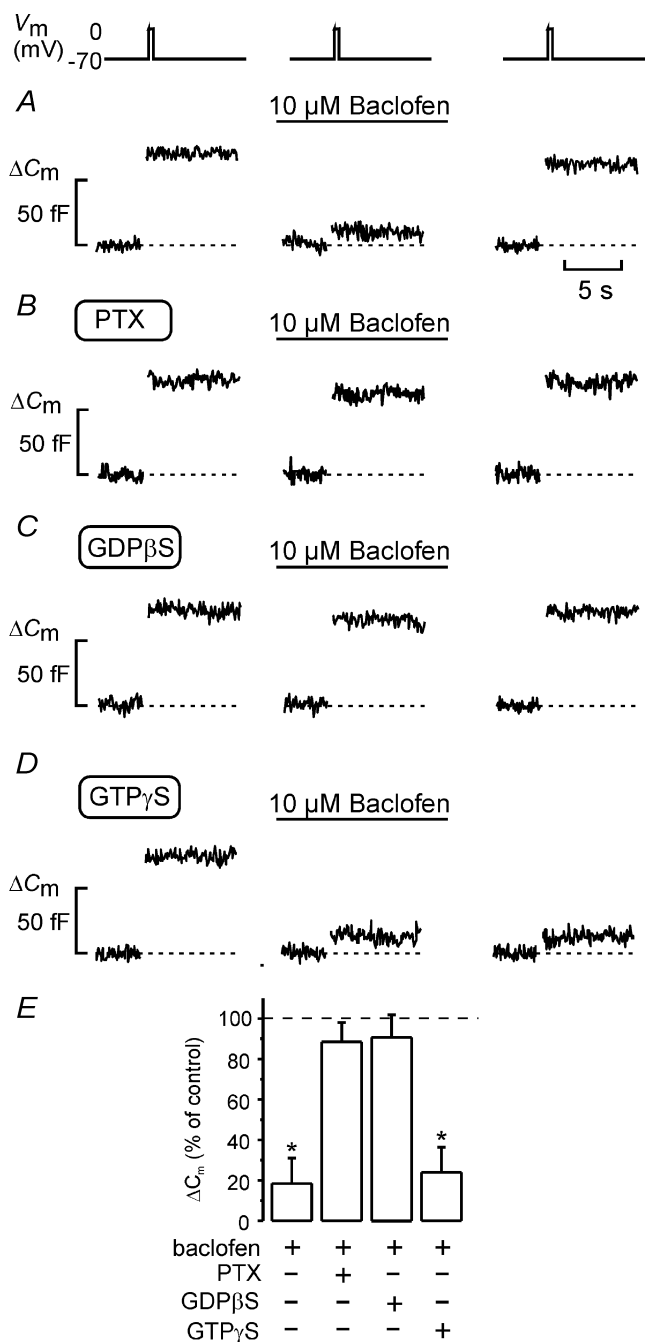 Vm 0
(mV) -70
A
10 µM Baclofen
ΔCm
50 fF
5 s
B
PTX
10 µM Baclofen
ΔCm
50 fF
C
GDPβS
10 µM Baclofen
ΔCm
50 fF
D
GTPγS
10 µM Baclofen
ΔCm
50 fF
E
ΔCm (% of control)
100
80
60
40
20
0
* *
baclofen + + + +
PTX – + – –
GDPβS – – + –
GTPγS – – – +